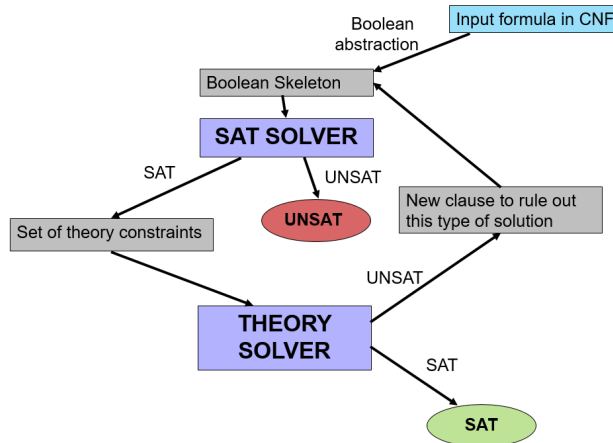 Boolean
abstraction
Input formula in CNF
Boolean Skeleton
SAT SOLVER
SAT
UNSAT
UNSAT
New clause to rule out
this type of solution
Set of theory constraints
UNSAT
THEORY
SOLVER
SAT
SAT